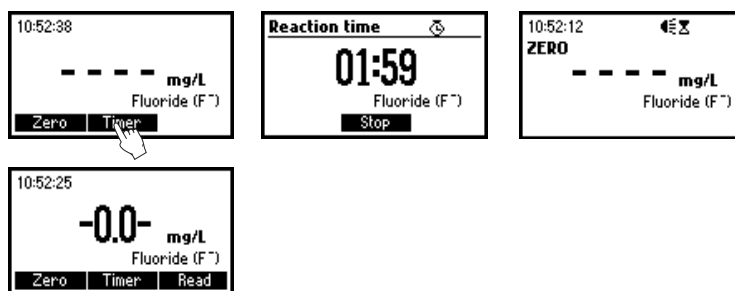 10:52:38
- - - - mg/L
Fluoride (F⁻)
Zero Timer
Reaction time
01:59
Fluoride (F⁻)
Stop
10:52:12
ZERO
- - - - mg/L
Fluoride (F⁻)
10:52:25
-0.0- mg/L
Fluoride (F⁻)
Zero Timer Read